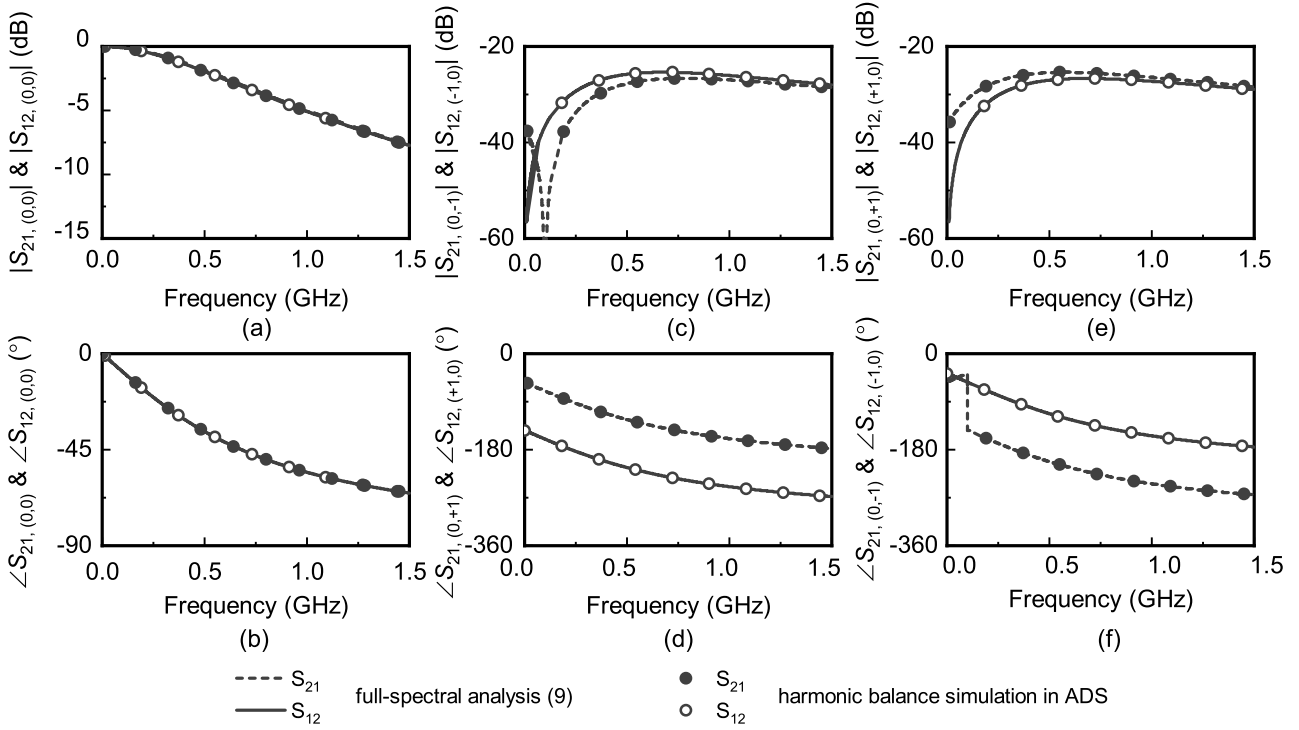 |S21, (0,0)| & |S12, (0,0)| (dB)
0
-5
-10
-15
0.0 0.5 1.0 1.5
Frequency (GHz)
(a)
|S21, (0,-1)| & |S12, (-1,0)| (dB)
-20
-40
-60
0.0 0.5 1.0 1.5
Frequency (GHz)
(c)
|S21, (0,+1)| & |S12, (+1,0)| (dB)
-20
-40
-60
0.0 0.5 1.0 1.5
Frequency (GHz)
(e)
∠S21, (0,0) & ∠S12, (0,0) (°)
0
-45
-90
0.0 0.5 1.0 1.5
Frequency (GHz)
(b)
∠S21, (0,+1) & ∠S12, (+1,0) (°)
0
-180
-360
0.0 0.5 1.0 1.5
Frequency (GHz)
(d)
∠S21, (0,-1) & ∠S12, (-1,0) (°)
0
-180
-360
0.0 0.5 1.0 1.5
Frequency (GHz)
(f)
S21
S12
full-spectral analysis (9)
S21
S12
harmonic balance simulation in ADS